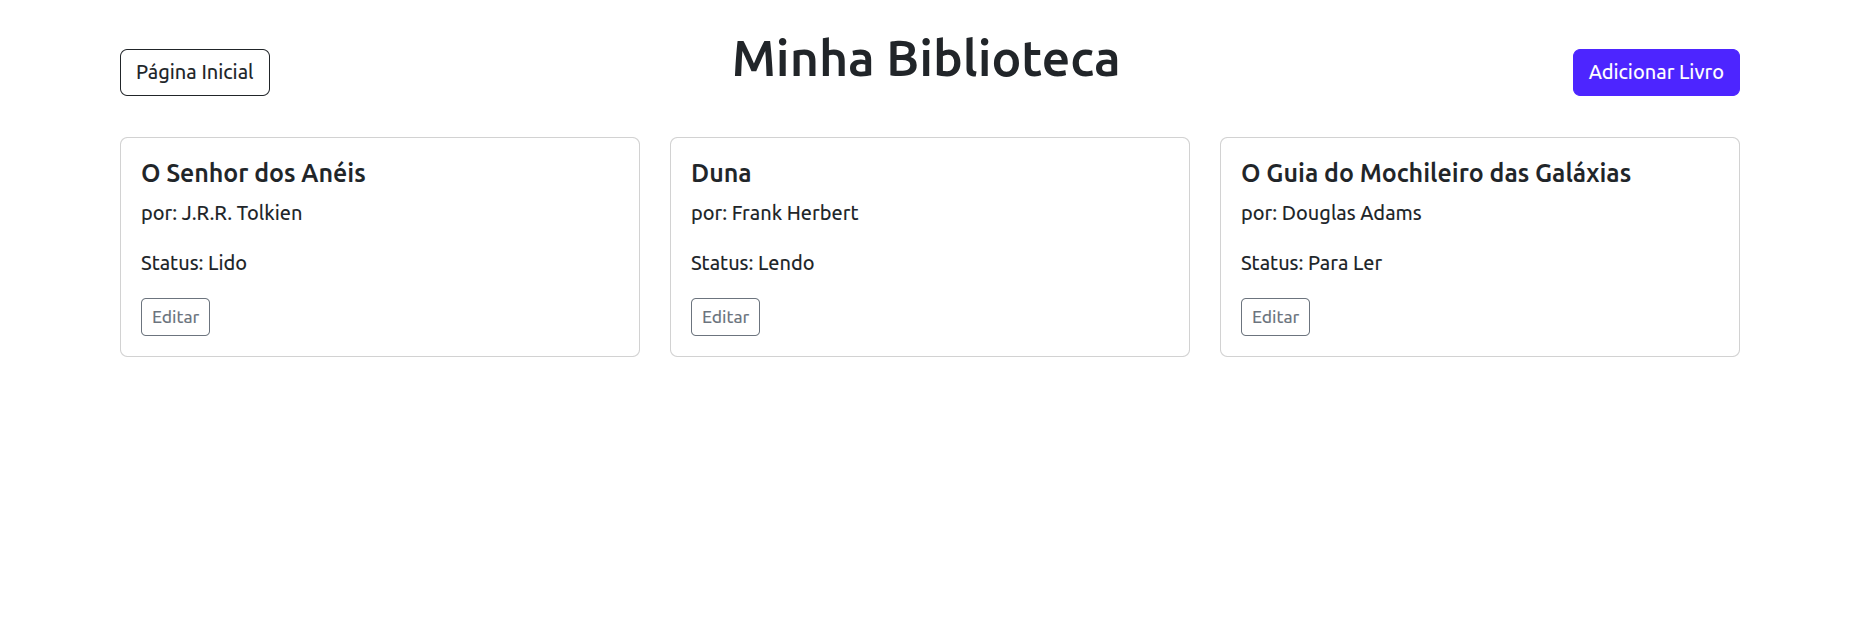 Página Inicial
Minha Biblioteca
Adicionar Livro
O Senhor dos Anéis
por: J.R.R. Tolkien
Status: Lido
Editar
Duna
por: Frank Herbert
Status: Lendo
Editar
O Guia do Mochileiro das Galáxias
por: Douglas Adams
Status: Para Ler
Editar